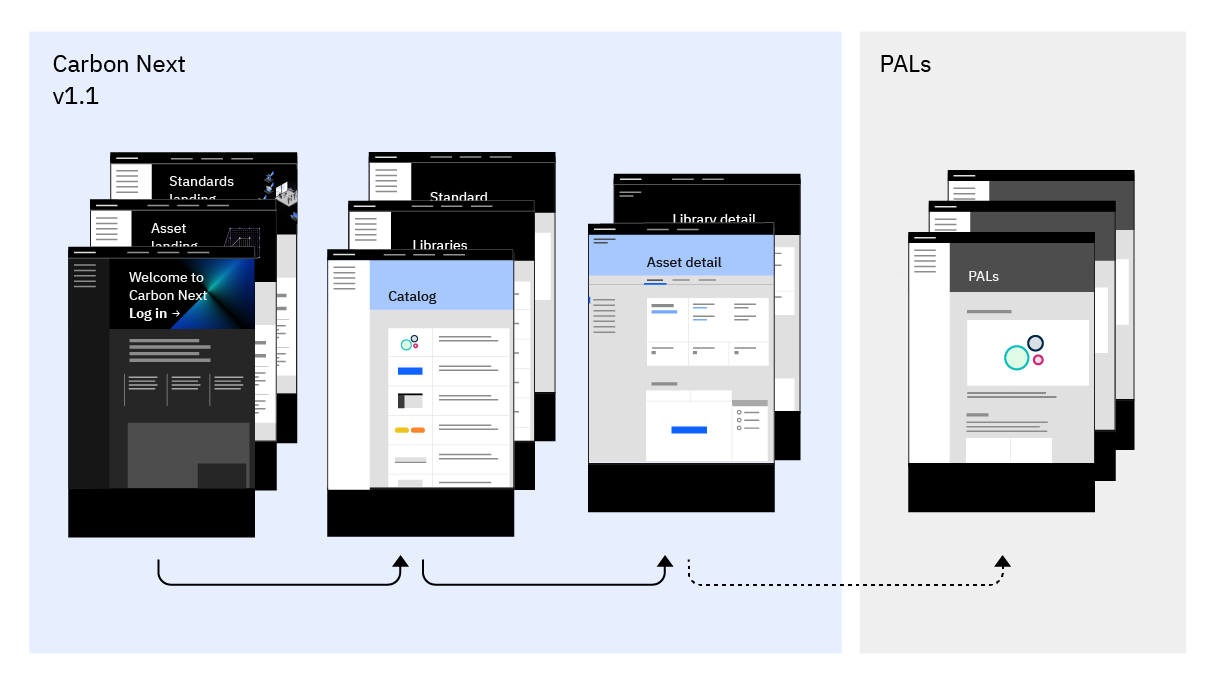 Carbon Next
v1.1
PALs
Standards
landing
Asset
landing
Welcome to
Carbon Next
Log in →
Standard
Libraries
Catalog
Library detail
Asset detail
PALs